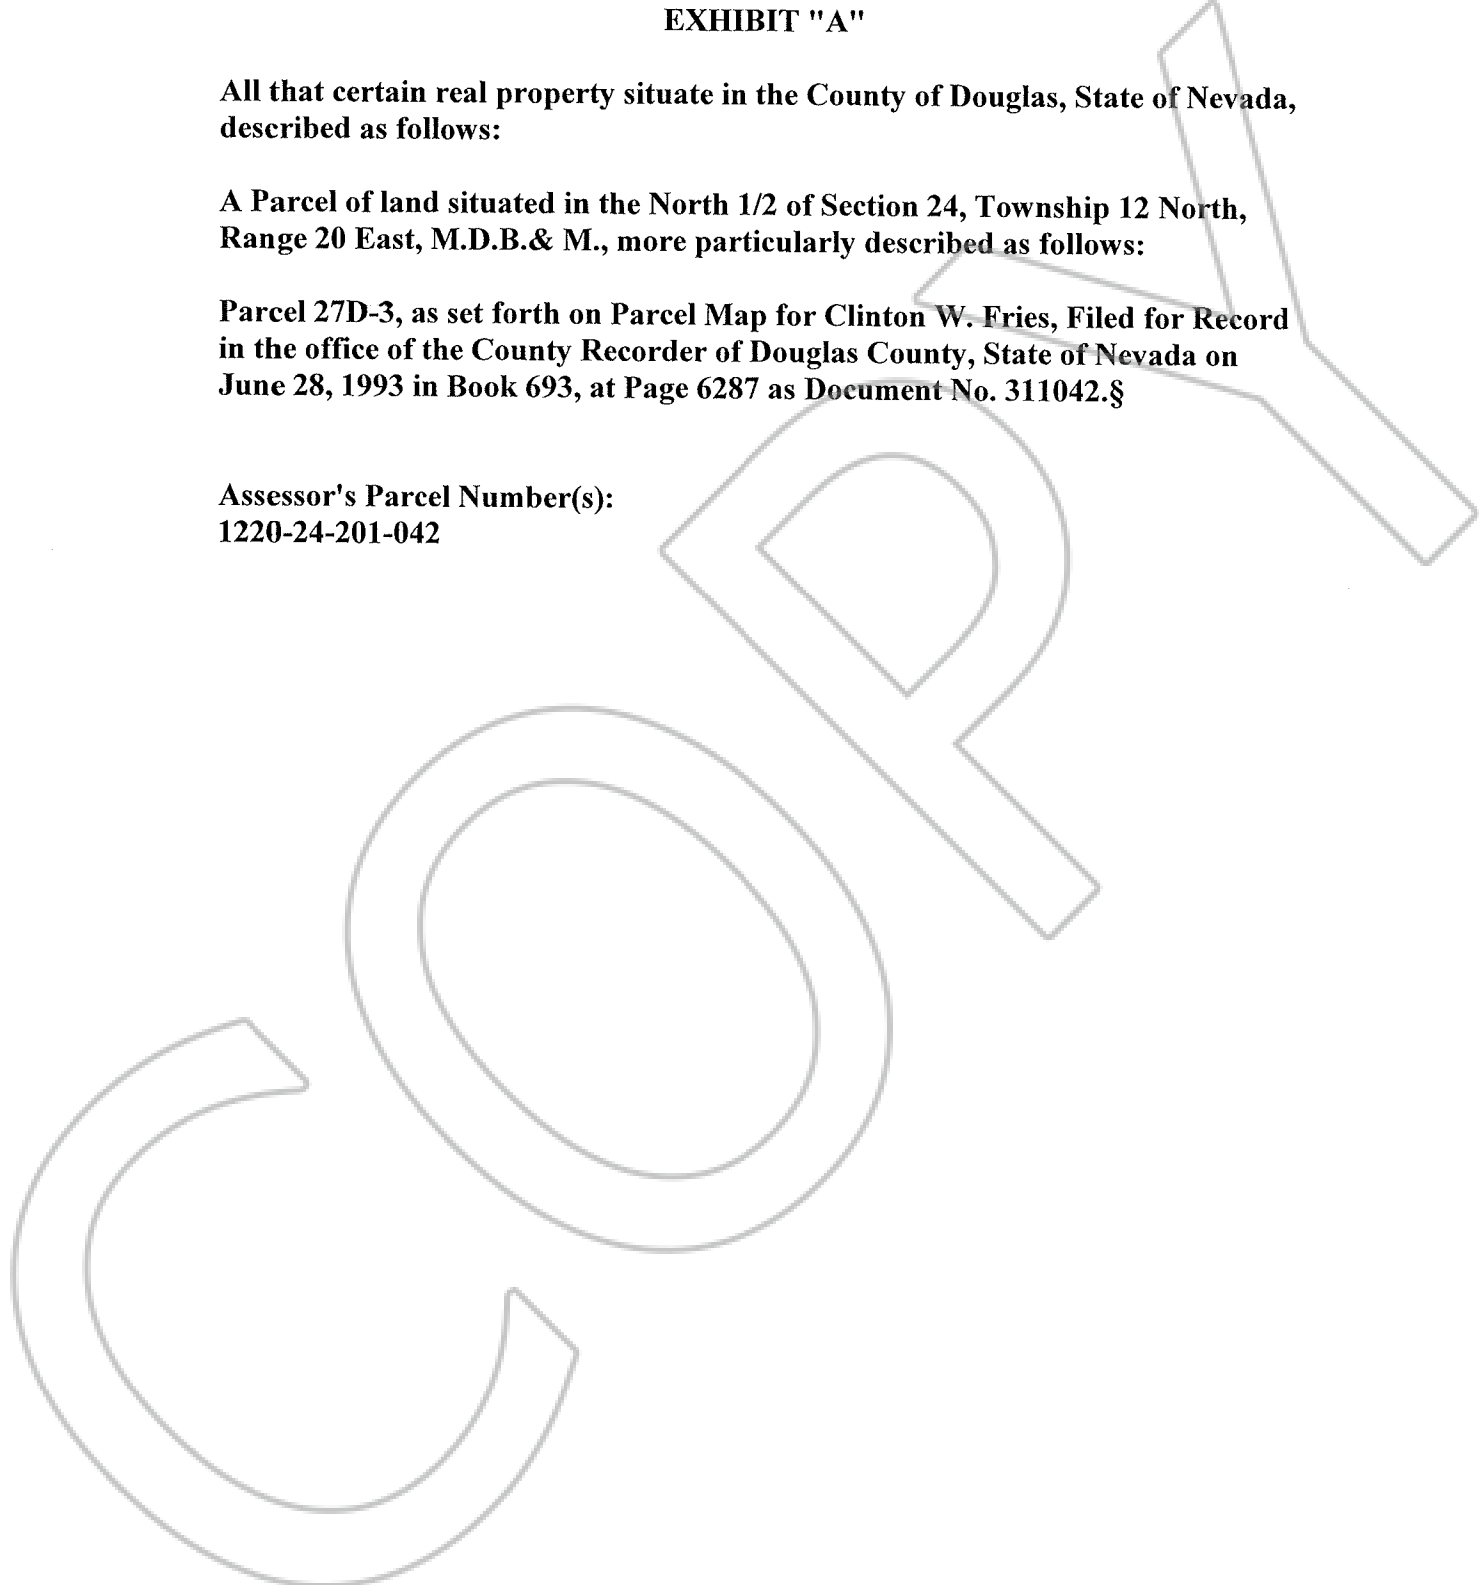 EXHIBIT "A"
All that certain real property situate in the County of Douglas, State of Nevada,
described as follows:
A Parcel of land situated in the North 1/2 of Section 24, Township 12 North,
Range 20 East, M.D.B.& M., more particularly described as follows:
Parcel 27D-3, as set forth on Parcel Map for Clinton W. Fries, Filed for Record
in the office of the County Recorder of Douglas County, State of Nevada on
June 28, 1993 in Book 693, at Page 6287 as Document No. 311042.§
Assessor's Parcel Number(s):
1220-24-201-042
COPY